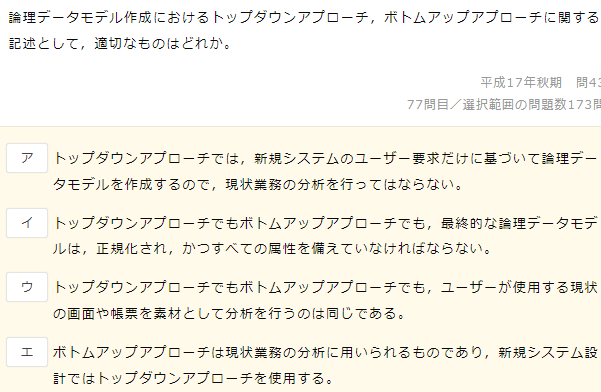 論理データモデル作成におけるトップダウンアプローチ，ボトムアップアプローチに関する
記述として，適切なものはどれか。
平成17年秋期　問43
77問目／選択範囲の問題数173問
ア トップダウンアプローチでは，新規システムのユーザー要求だけに基づいて論理デー
タモデルを作成するので，現状業務の分析を行ってはならない。
イ トップダウンアプローチでもボトムアップアプローチでも，最終的な論理データモデ
ルは，正規化され，かつすべての属性を備えていなければならない。
ウ トップダウンアプローチでもボトムアップアプローチでも，ユーザーが使用する現状
の画面や帳票を素材として分析を行うのは同じである。
エ ボトムアップアプローチは現状業務の分析に用いられるものであり，新規システム設
計ではトップダウンアプローチを使用する。